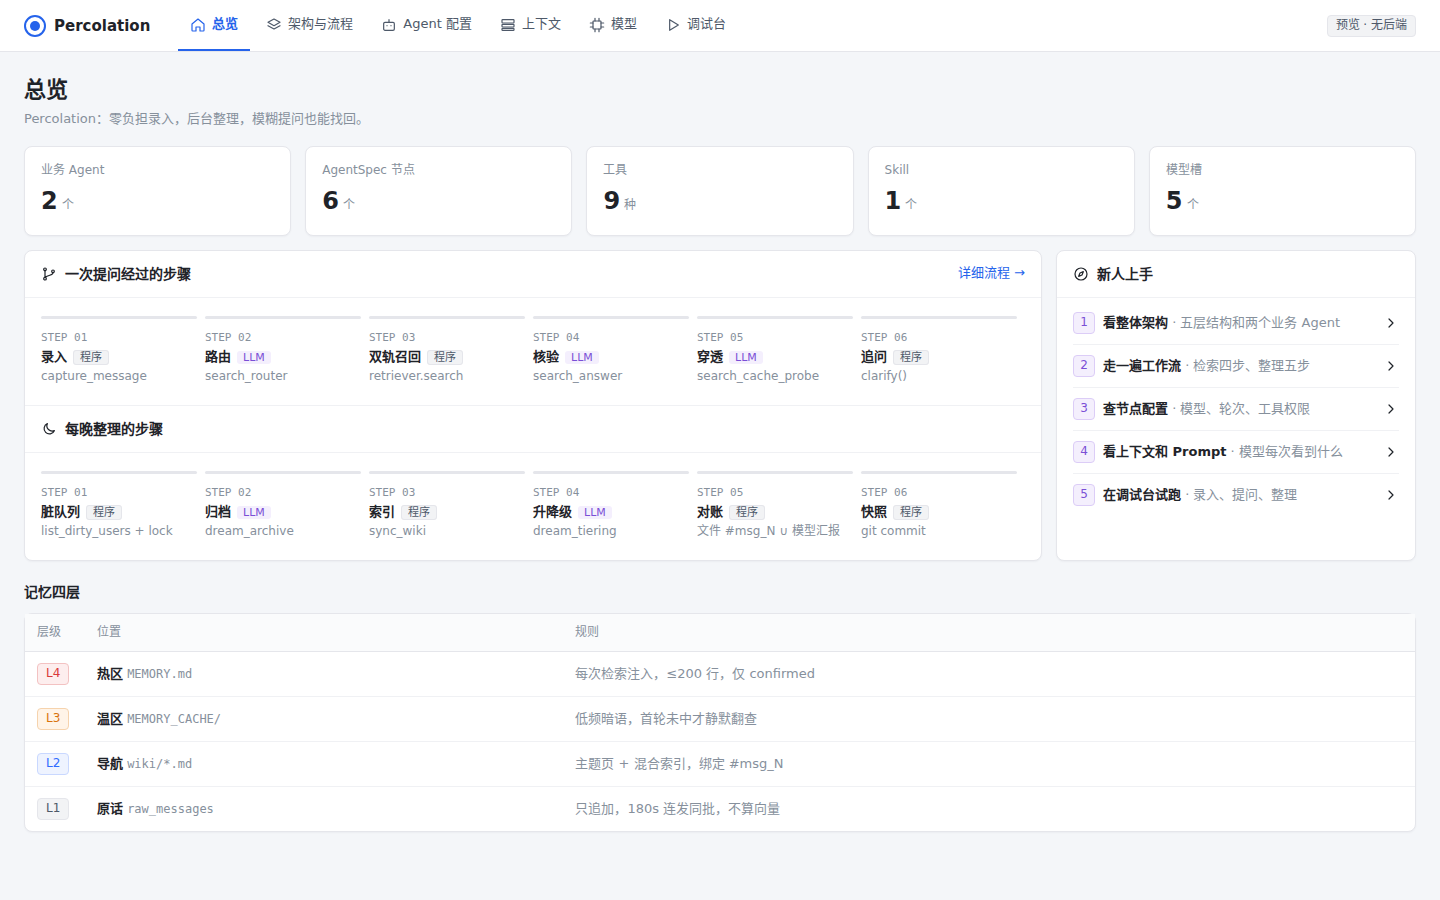 Percolation 总览 架构与流程 Agent 配置 上下文 模型 调试台 预览 · 无后端
总览
Percolation：零负担录入，后台整理，模糊提问也能找回。
业务 Agent AgentSpec 节点 工具 Skill 模型槽
2 个 6 个 9 种 1 个 5 个
一次提问经过的步骤 详细流程 →
STEP 01 STEP 02 STEP 03 STEP 04 STEP 05 STEP 06
录入 程序 路由 LLM 双轨召回 程序 核验 LLM 穿透 LLM 追问 程序
capture_message search_router retriever.search search_answer search_cache_probe clarify()
每晚整理的步骤
STEP 01 STEP 02 STEP 03 STEP 04 STEP 05 STEP 06
脏队列 程序 归档 LLM 索引 程序 升降级 LLM 对账 程序 快照 程序
list_dirty_users + lock dream_archive sync_wiki dream_tiering 文件 #msg_N ∪ 模型汇报 git commit
新人上手
1 看整体架构 · 五层结构和两个业务 Agent
2 走一遍工作流 · 检索四步、整理五步
3 查节点配置 · 模型、轮次、工具权限
4 看上下文和 Prompt · 模型每次看到什么
5 在调试台试跑 · 录入、提问、整理
记忆四层
层级 位置 规则
L4 热区 MEMORY.md 每次检索注入，≤200 行，仅 confirmed
L3 温区 MEMORY_CACHE/ 低频暗语，首轮未中才静默翻查
L2 导航 wiki/*.md 主题页 + 混合索引，绑定 #msg_N
L1 原话 raw_messages 只追加，180s 连发同批，不算向量